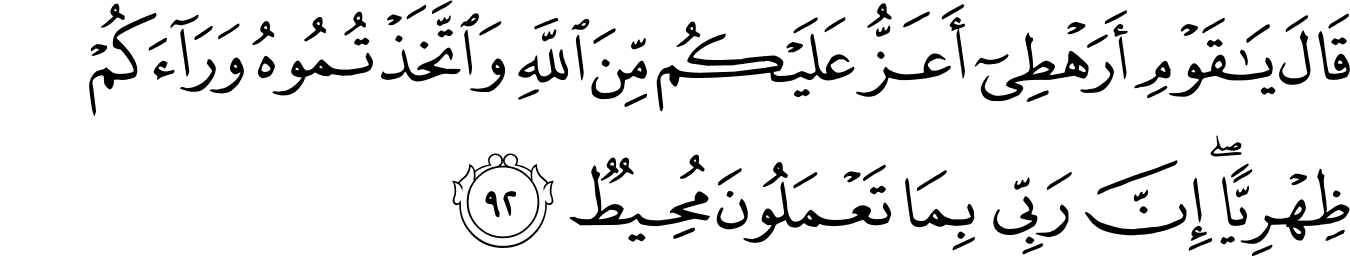 قَالَ يَـٰقَوْمِ أَرَهْطِىٓ أَعَزُّ عَلَيْكُم مِّنَ ٱللَّهِ وَٱتَّخَذْتُمُوهُ وَرَآءَكُمْ
ظِهْرِيًّا ۖ إِنَّ رَبِّى بِمَا تَعْمَلُونَ مُحِيطٌ ٩٢